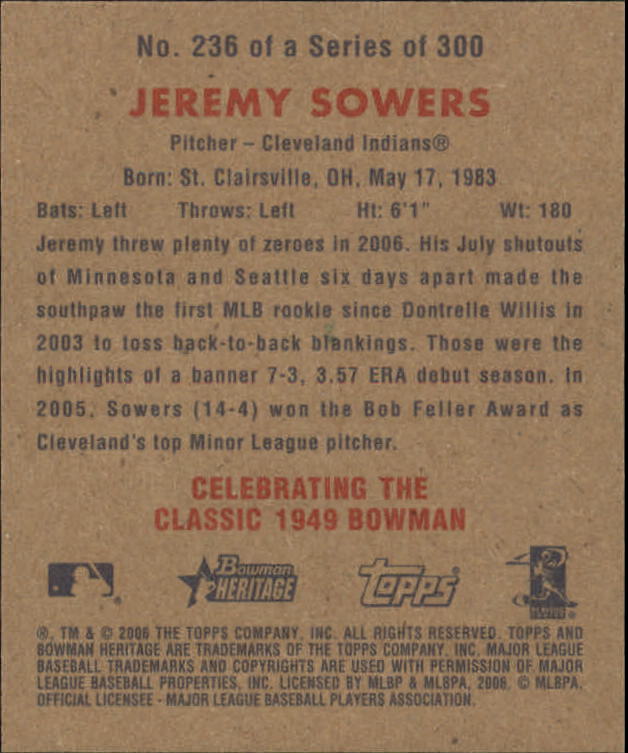 No. 236 of a Series of 300
JEREMY SOWERS
Pitcher – Cleveland Indians®
Born: St. Clairsville, OH, May 17, 1983
Bats: Left Throws: Left Ht: 6'1" Wt: 180
Jeremy threw plenty of zeroes in 2006. His July shutouts
of Minnesota and Seattle six days apart made the
southpaw the first MLB rookie since Dontrelle Willis in
2003 to toss back-to-back blankings. Those were the
highlights of a banner 7-3, 3.57 ERA debut season. In
2005, Sowers (14-4) won the Bob Feller Award as
Cleveland's top Minor League pitcher.
CELEBRATING THE
CLASSIC 1949 BOWMAN
Bowman
HERITAGE
topps®
PLAYERS
®, TM & © 2006 THE TOPPS COMPANY, INC. ALL RIGHTS RESERVED. TOPPS AND
BOWMAN HERITAGE ARE TRADEMARKS OF THE TOPPS COMPANY, INC. MAJOR LEAGUE
BASEBALL TRADEMARKS AND COPYRIGHTS ARE USED WITH PERMISSION OF MAJOR
LEAGUE BASEBALL PROPERTIES, INC. LICENSED BY MLBP & MLBPA, 2006. © MLBPA.
OFFICIAL LICENSEE - MAJOR LEAGUE BASEBALL PLAYERS ASSOCIATION.